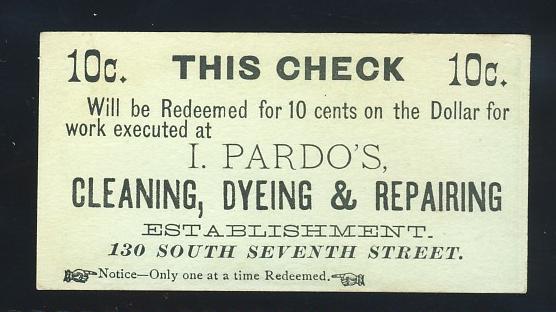 10c. THIS CHECK 10c.
Will be Redeemed for 10 cents on the Dollar for
work executed at
I. PARDO'S,
CLEANING, DYEING & REPAIRING
ESTABLISHMENT.
130 SOUTH SEVENTH STREET.
Notice—Only one at a time Redeemed.